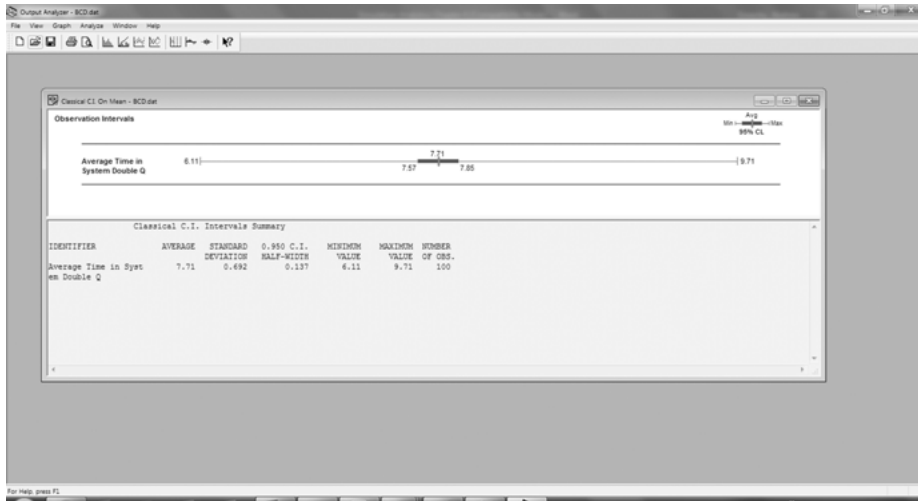 Output Analyzer - BCD.dat
File View Graph Analyze Window Help
Classical C.I. On Mean - BCD.dat
Observation Intervals
Avg
Min Max
95% CL
7.71
Average Time in 6.11 9.71
System Double Q 7.57 7.85
Classical C.I. Intervals Summary
IDENTIFIER AVERAGE STANDARD 0.950 C.I. MINIMUM MAXIMUM NUMBER
DEVIATION HALF-WIDTH VALUE VALUE OF OBS.
Average Time in Syst 7.71 0.692 0.137 6.11 9.71 100
em Double Q
For Help, press F1